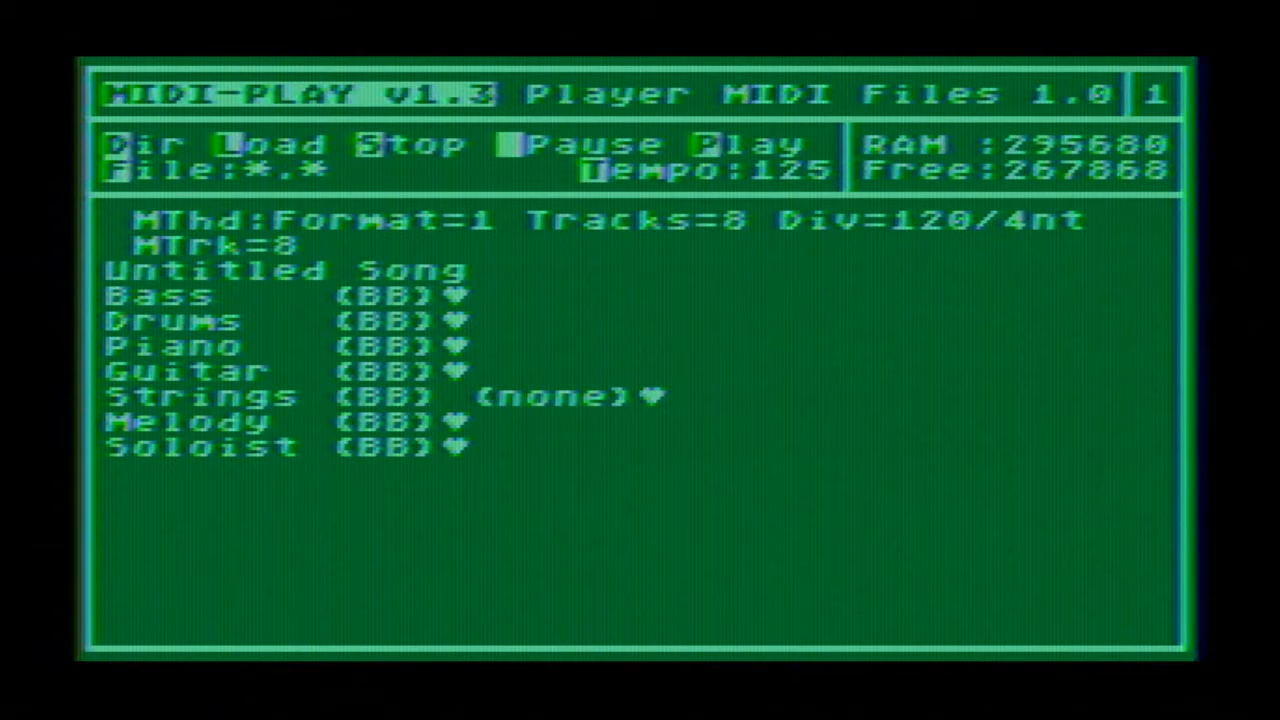 MIDI-PLAY v1.3 Player MIDI Files 1.0 1
Dir Load Stop Pause Play RAM :295680
File:*.* Tempo:125 Free:267868
MThd:Format=1 Tracks=8 Div=120/4nt
MTrk=8
Untitled Song
Bass (BB)♥
Drums (BB)♥
Piano (BB)♥
Guitar (BB)♥
Strings (BB) (none)♥
Melody (BB)♥
Soloist (BB)♥